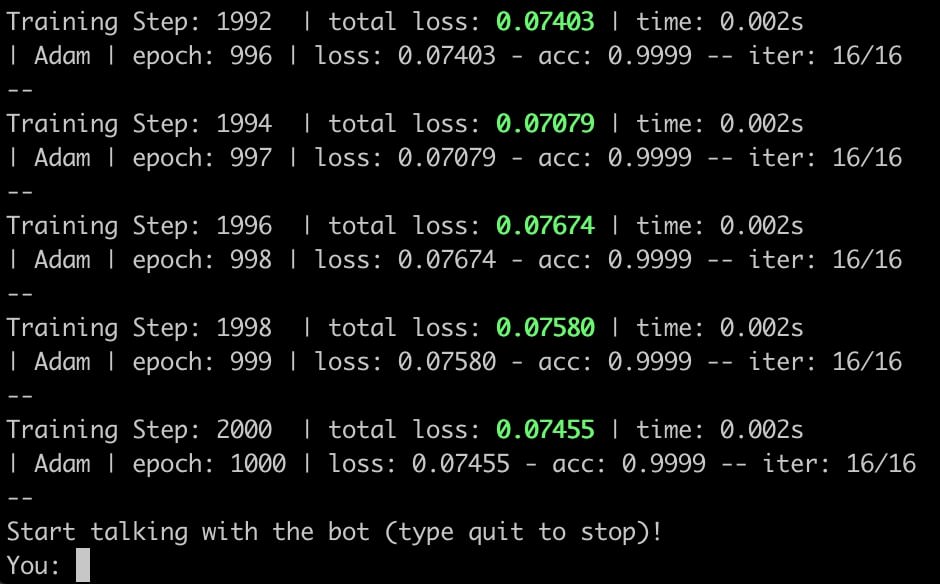 Training Step: 1992  | total loss: 0.07403 | time: 0.002s
| Adam | epoch: 996 | loss: 0.07403 - acc: 0.9999 -- iter: 16/16
--
Training Step: 1994  | total loss: 0.07079 | time: 0.002s
| Adam | epoch: 997 | loss: 0.07079 - acc: 0.9999 -- iter: 16/16
--
Training Step: 1996  | total loss: 0.07674 | time: 0.002s
| Adam | epoch: 998 | loss: 0.07674 - acc: 0.9999 -- iter: 16/16
--
Training Step: 1998  | total loss: 0.07580 | time: 0.002s
| Adam | epoch: 999 | loss: 0.07580 - acc: 0.9999 -- iter: 16/16
--
Training Step: 2000  | total loss: 0.07455 | time: 0.002s
| Adam | epoch: 1000 | loss: 0.07455 - acc: 0.9999 -- iter: 16/16
--
Start talking with the bot (type quit to stop)!
You: